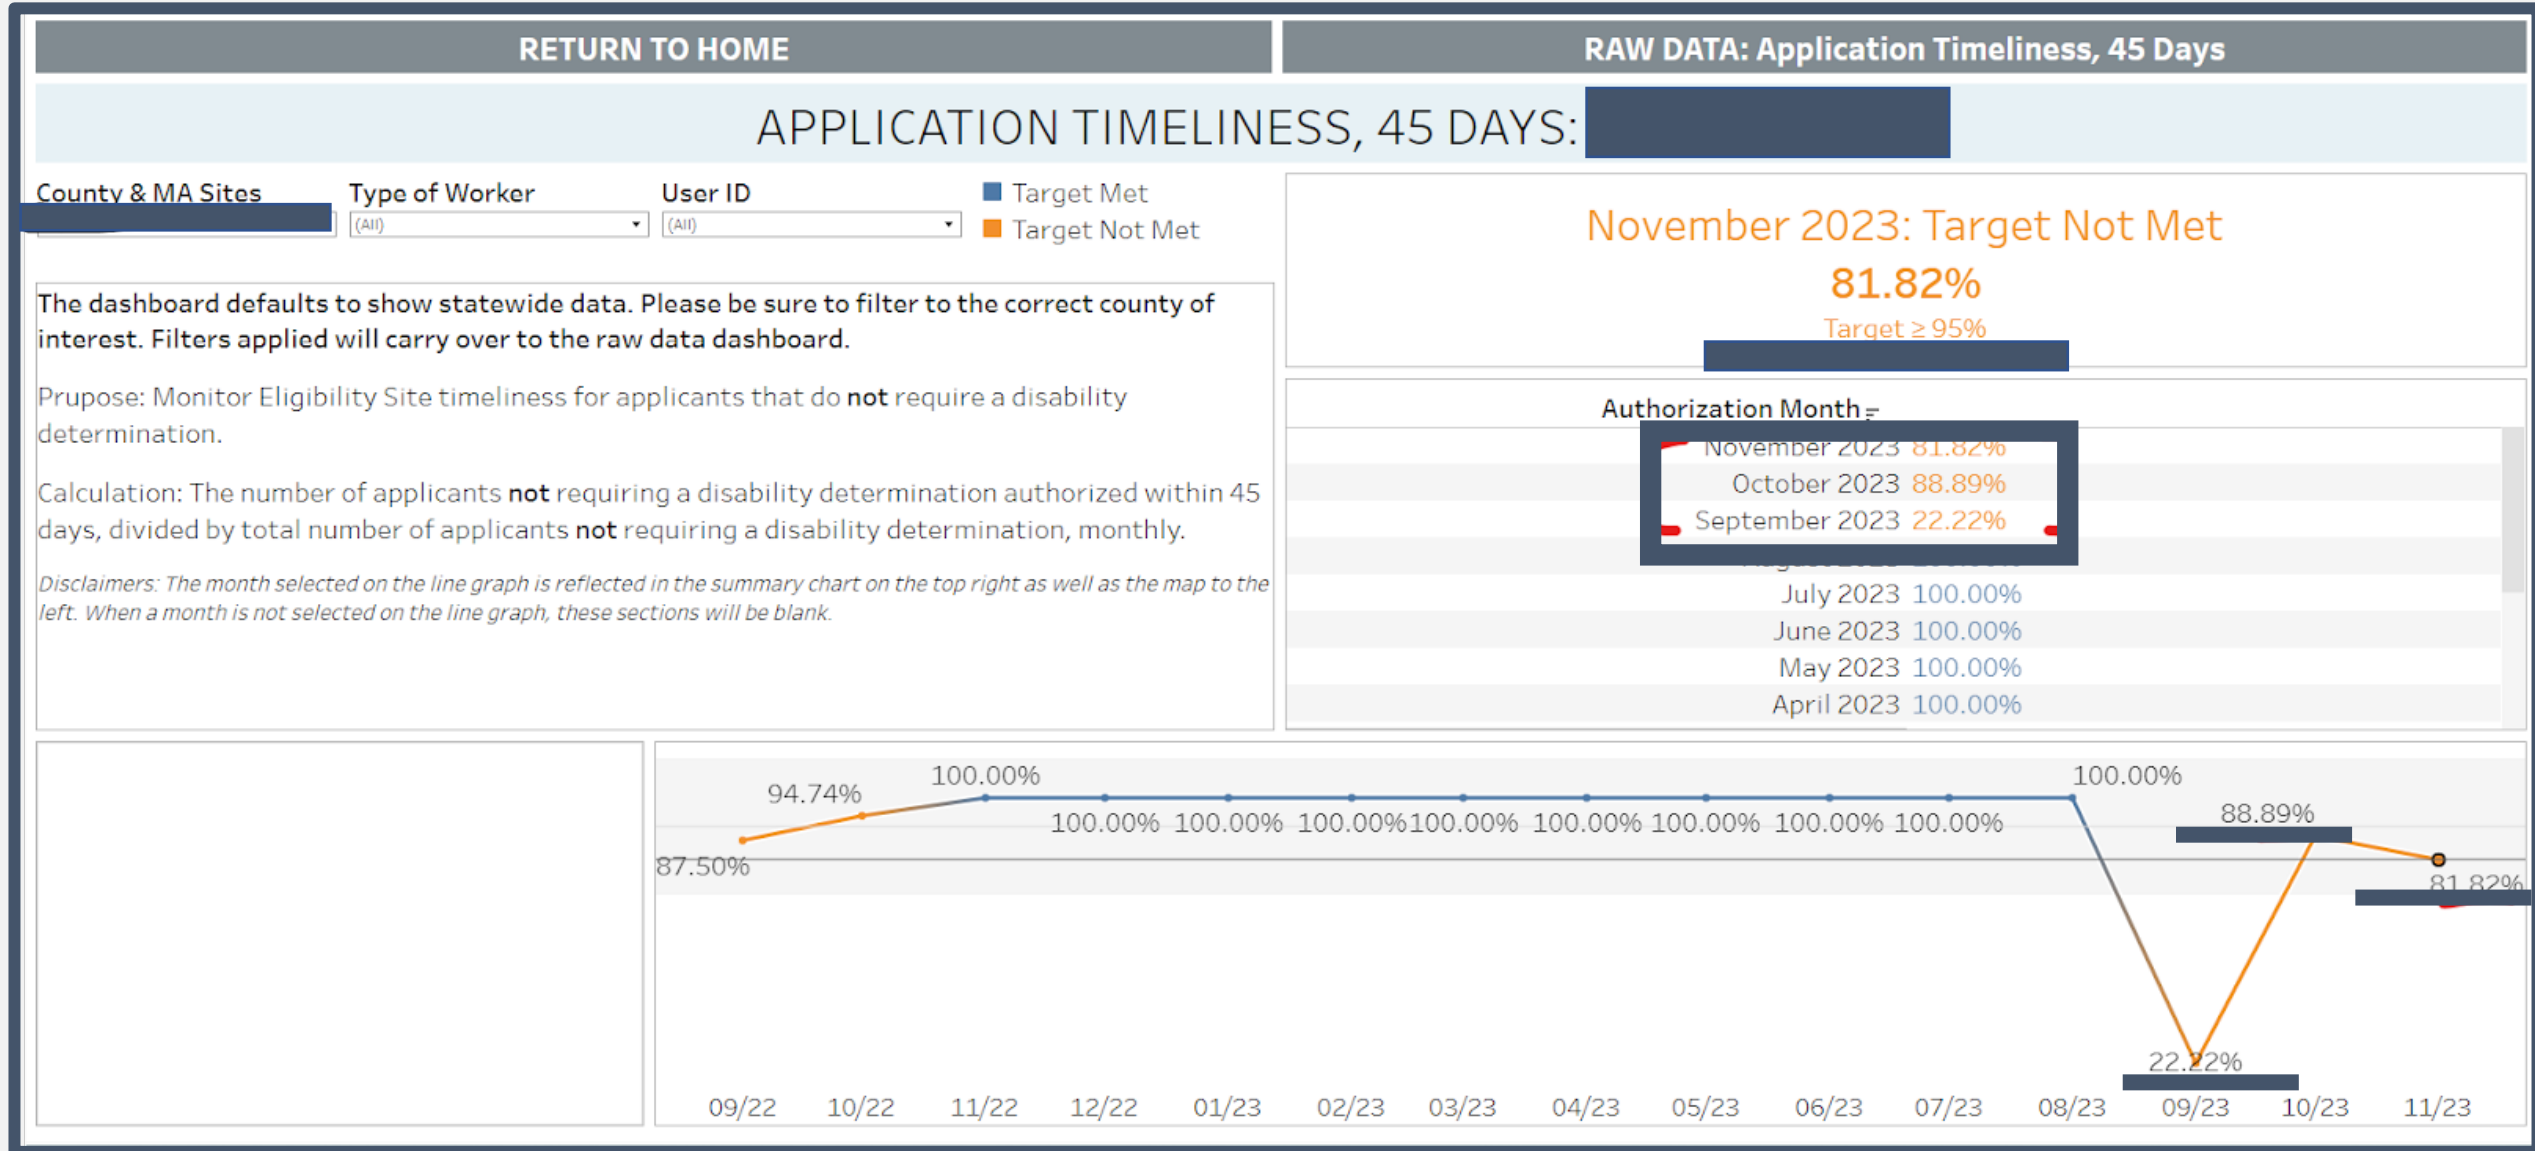 RETURN TO HOME
RAW DATA: Application Timeliness, 45 Days
APPLICATION TIMELINESS, 45 DAYS:
County & MA Sites
Type of Worker
User ID
(All)
(All)
Target Met
Target Not Met
The dashboard defaults to show statewide data. Please be sure to filter to the correct county of
interest. Filters applied will carry over to the raw data dashboard.
Prupose: Monitor Eligibility Site timeliness for applicants that do not require a disability
determination.
Calculation: The number of applicants not requiring a disability determination authorized within 45
days, divided by total number of applicants not requiring a disability determination, monthly.
Disclaimers: The month selected on the line graph is reflected in the summary chart on the top right as well as the map to the
left. When a month is not selected on the line graph, these sections will be blank.
November 2023: Target Not Met
81.82%
Target ≥ 95%
Authorization Month
November 2023 81.82%
October 2023 88.89%
September 2023 22.22%
July 2023 100.00%
June 2023 100.00%
May 2023 100.00%
April 2023 100.00%
87.50%
94.74%
100.00%
100.00% 100.00% 100.00% 100.00% 100.00% 100.00% 100.00% 100.00%
100.00%
22.22%
88.89%
81.82%
09/22 10/22 11/22 12/22 01/23 02/23 03/23 04/23 05/23 06/23 07/23 08/23 09/23 10/23 11/23